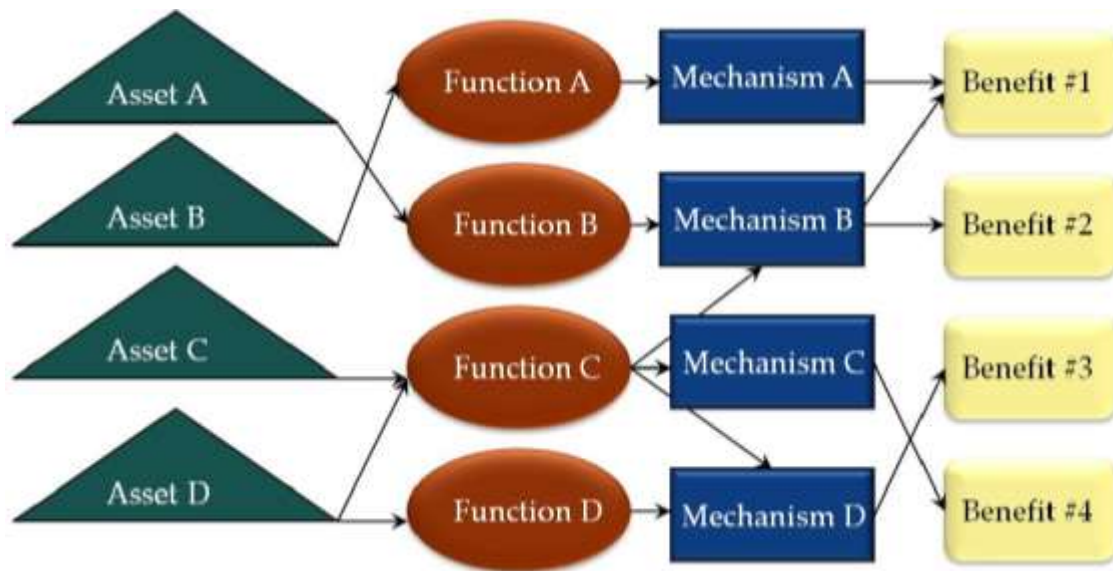 Asset A
Function A
Mechanism A
Benefit #1
Asset B
Function B
Mechanism B
Benefit #2
Asset C
Function C
Mechanism C
Benefit #3
Asset D
Function D
Mechanism D
Benefit #4